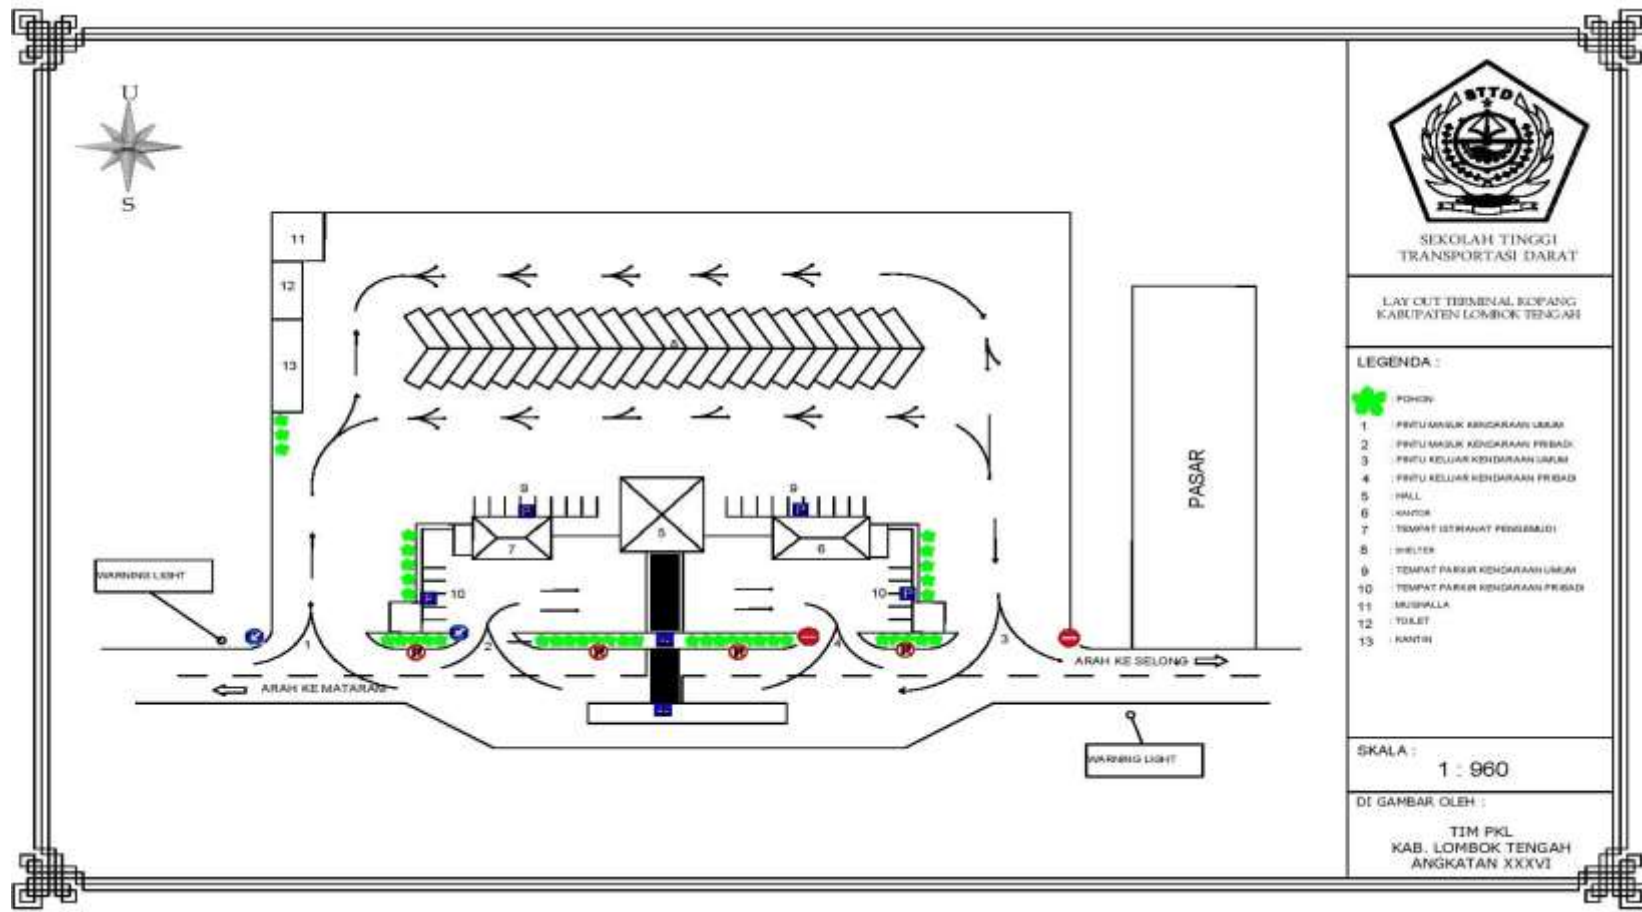 U
S
11
12
13
9
9
5
7
6
10
10
WARNING LIGHT
PASAR
1
2
4
3
ARAH KE SELONG
ARAH KE MATARAM
WARNING LIGHT
STTD
SEKOLAH TINGGI
TRANSPORTASI DARAT
LAY OUT TERMINAL KOPANG
KABUPATEN LOMBOK TENGAH
LEGENDA :
: POHON
1 : PINTU MASUK KENDARAAN UMUM
2 : PINTU MASUK KENDARAAN PRIBADI
3 : PINTU KELUAR KENDARAAN UMUM
4 : PINTU KELUAR KENDARAAN PRIBADI
5 : HALL
6 : KANTOR
7 : TEMPAT ISTIRAHAT PENGEMUDI
8 : SHELTER
9 : TEMPAT PARKIR KENDARAAN UMUM
10 : TEMPAT PARKIR KENDARAAN PRIBADI
11 : MUSHALLA
12 : TOILET
13 : KANTIN
SKALA :
1 : 960
DI GAMBAR OLEH :
TIM PKL
KAB. LOMBOK TENGAH
ANGKATAN XXXVI